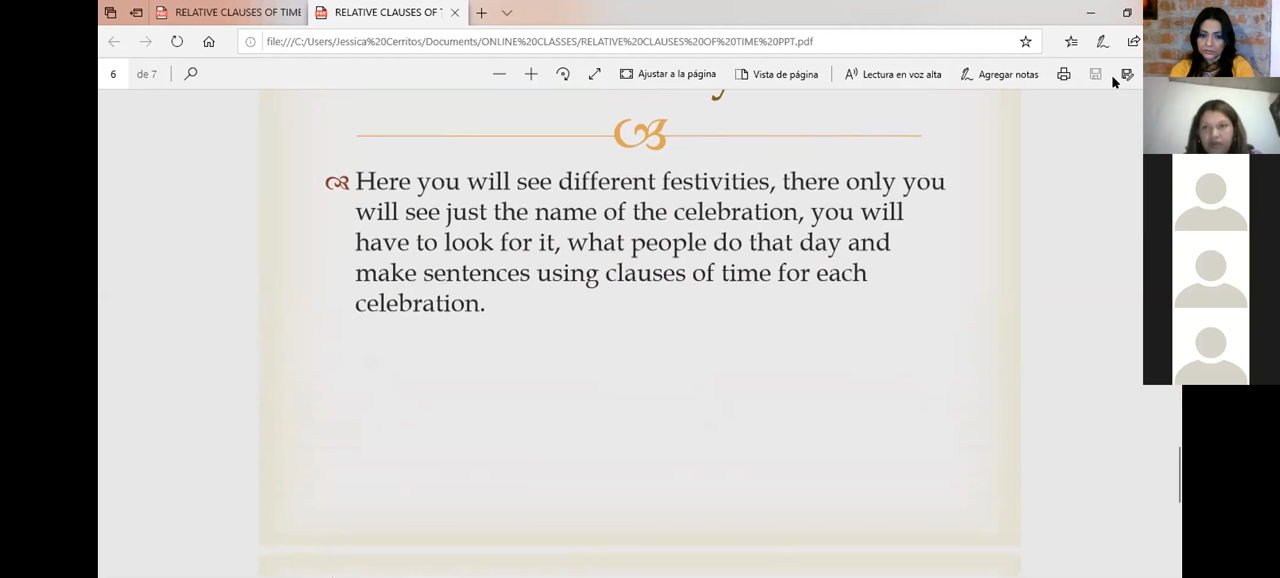 RELATIVE CLAUSES OF TIME
RELATIVE CLAUSES OF T
file:///C:/Users/Jessica%20Cerritos/Documents/ONLINE%20CLASSES/RELATIVE%20CLAUSES%20OF%20TIME%20PPT.pdf
6 de 7 Ajustar a la página Vista de página Lectura en voz alta Agregar notas
Here you will see different festivities, there only you
will see just the name of the celebration, you will
have to look for it, what people do that day and
make sentences using clauses of time for each
celebration.